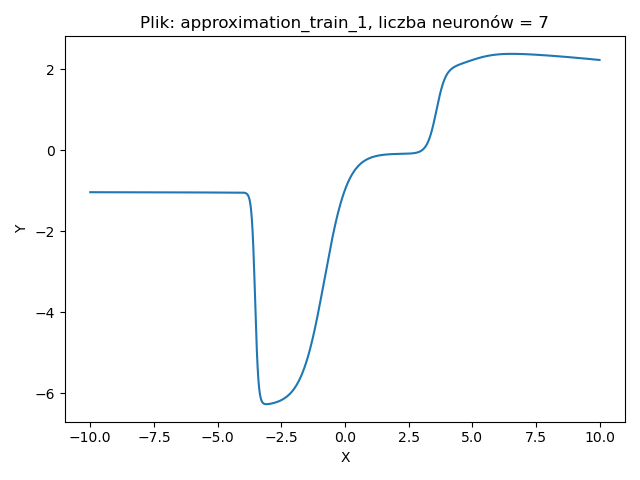 Plik: approximation_train_1, liczba neuronów = 7
2
0
−2
−4
−6
Y
−10.0 −7.5 −5.0 −2.5 0.0 2.5 5.0 7.5 10.0
X